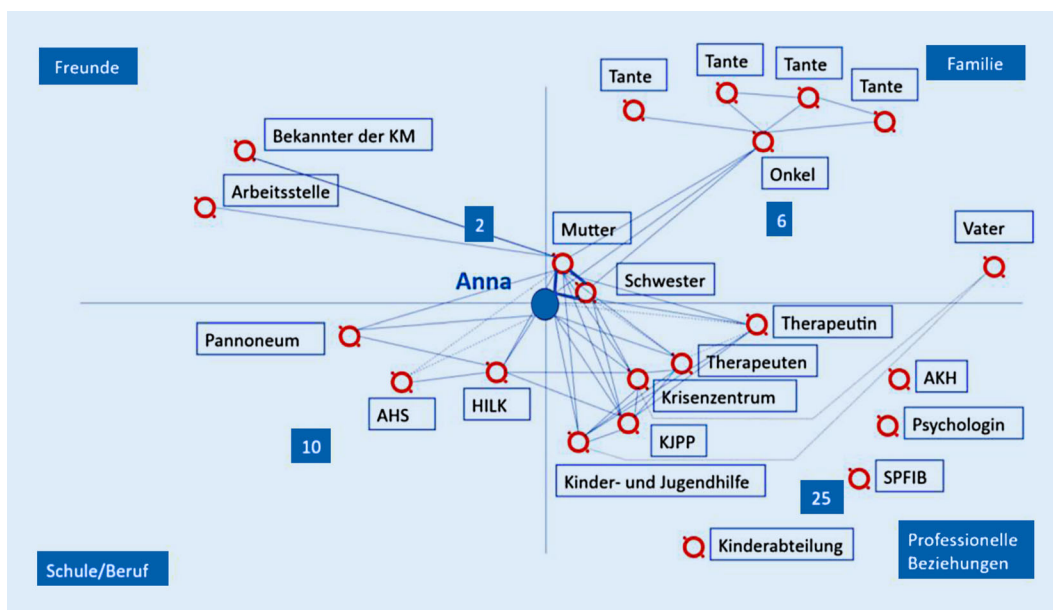 Freunde
Familie
Tante
Tante
Tante
Tante
Bekannter der KM
Onkel
Arbeitsstelle
2
6
Mutter
Vater
Anna
Schwester
Pannoneum
Therapeutin
Therapeuten
AKH
Krisenzentrum
AHS
HILK
Psychologin
10
KJPP
Kinder- und Jugendhilfe
SPFIB
25
Kinderabteilung
Professionelle
Beziehungen
Schule/Beruf